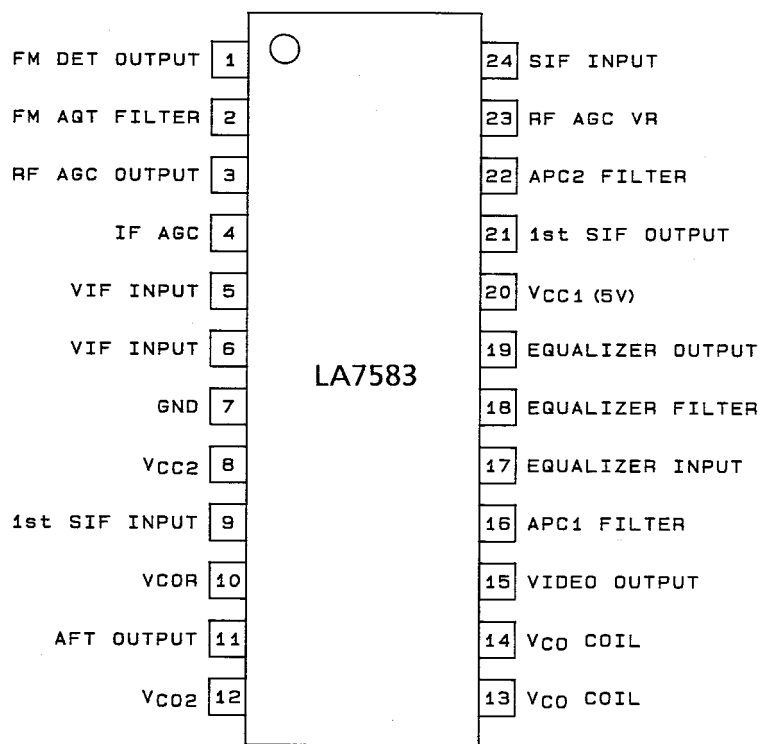 FM DET OUTPUT 1
FM AQT FILTER 2
RF AGC OUTPUT 3
IF AGC 4
VIF INPUT 5
VIF INPUT 6
GND 7
VCC2 8
1st SIF INPUT 9
VCOR 10
AFT OUTPUT 11
VCO2 12
LA7583
24 SIF INPUT
23 RF AGC VR
22 APC2 FILTER
21 1st SIF OUTPUT
20 VCC1 (5V)
19 EQUALIZER OUTPUT
18 EQUALIZER FILTER
17 EQUALIZER INPUT
16 APC1 FILTER
15 VIDEO OUTPUT
14 VCO COIL
13 VCO COIL